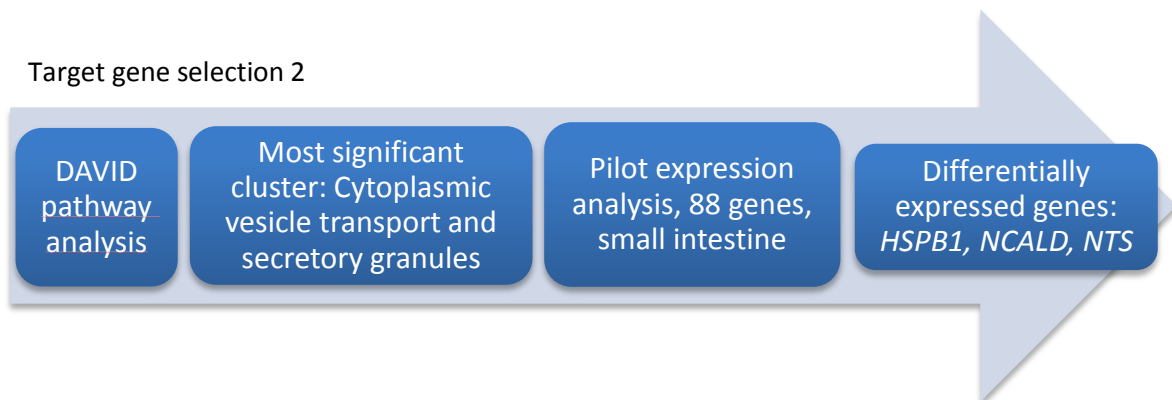 Target gene selection 2
DAVID
pathway
analysis
Most significant
cluster: Cytoplasmic
vesicle transport and
secretory granules
Pilot expression
analysis, 88 genes,
small intestine
Differentially
expressed genes:
HSPB1, NCALD, NTS